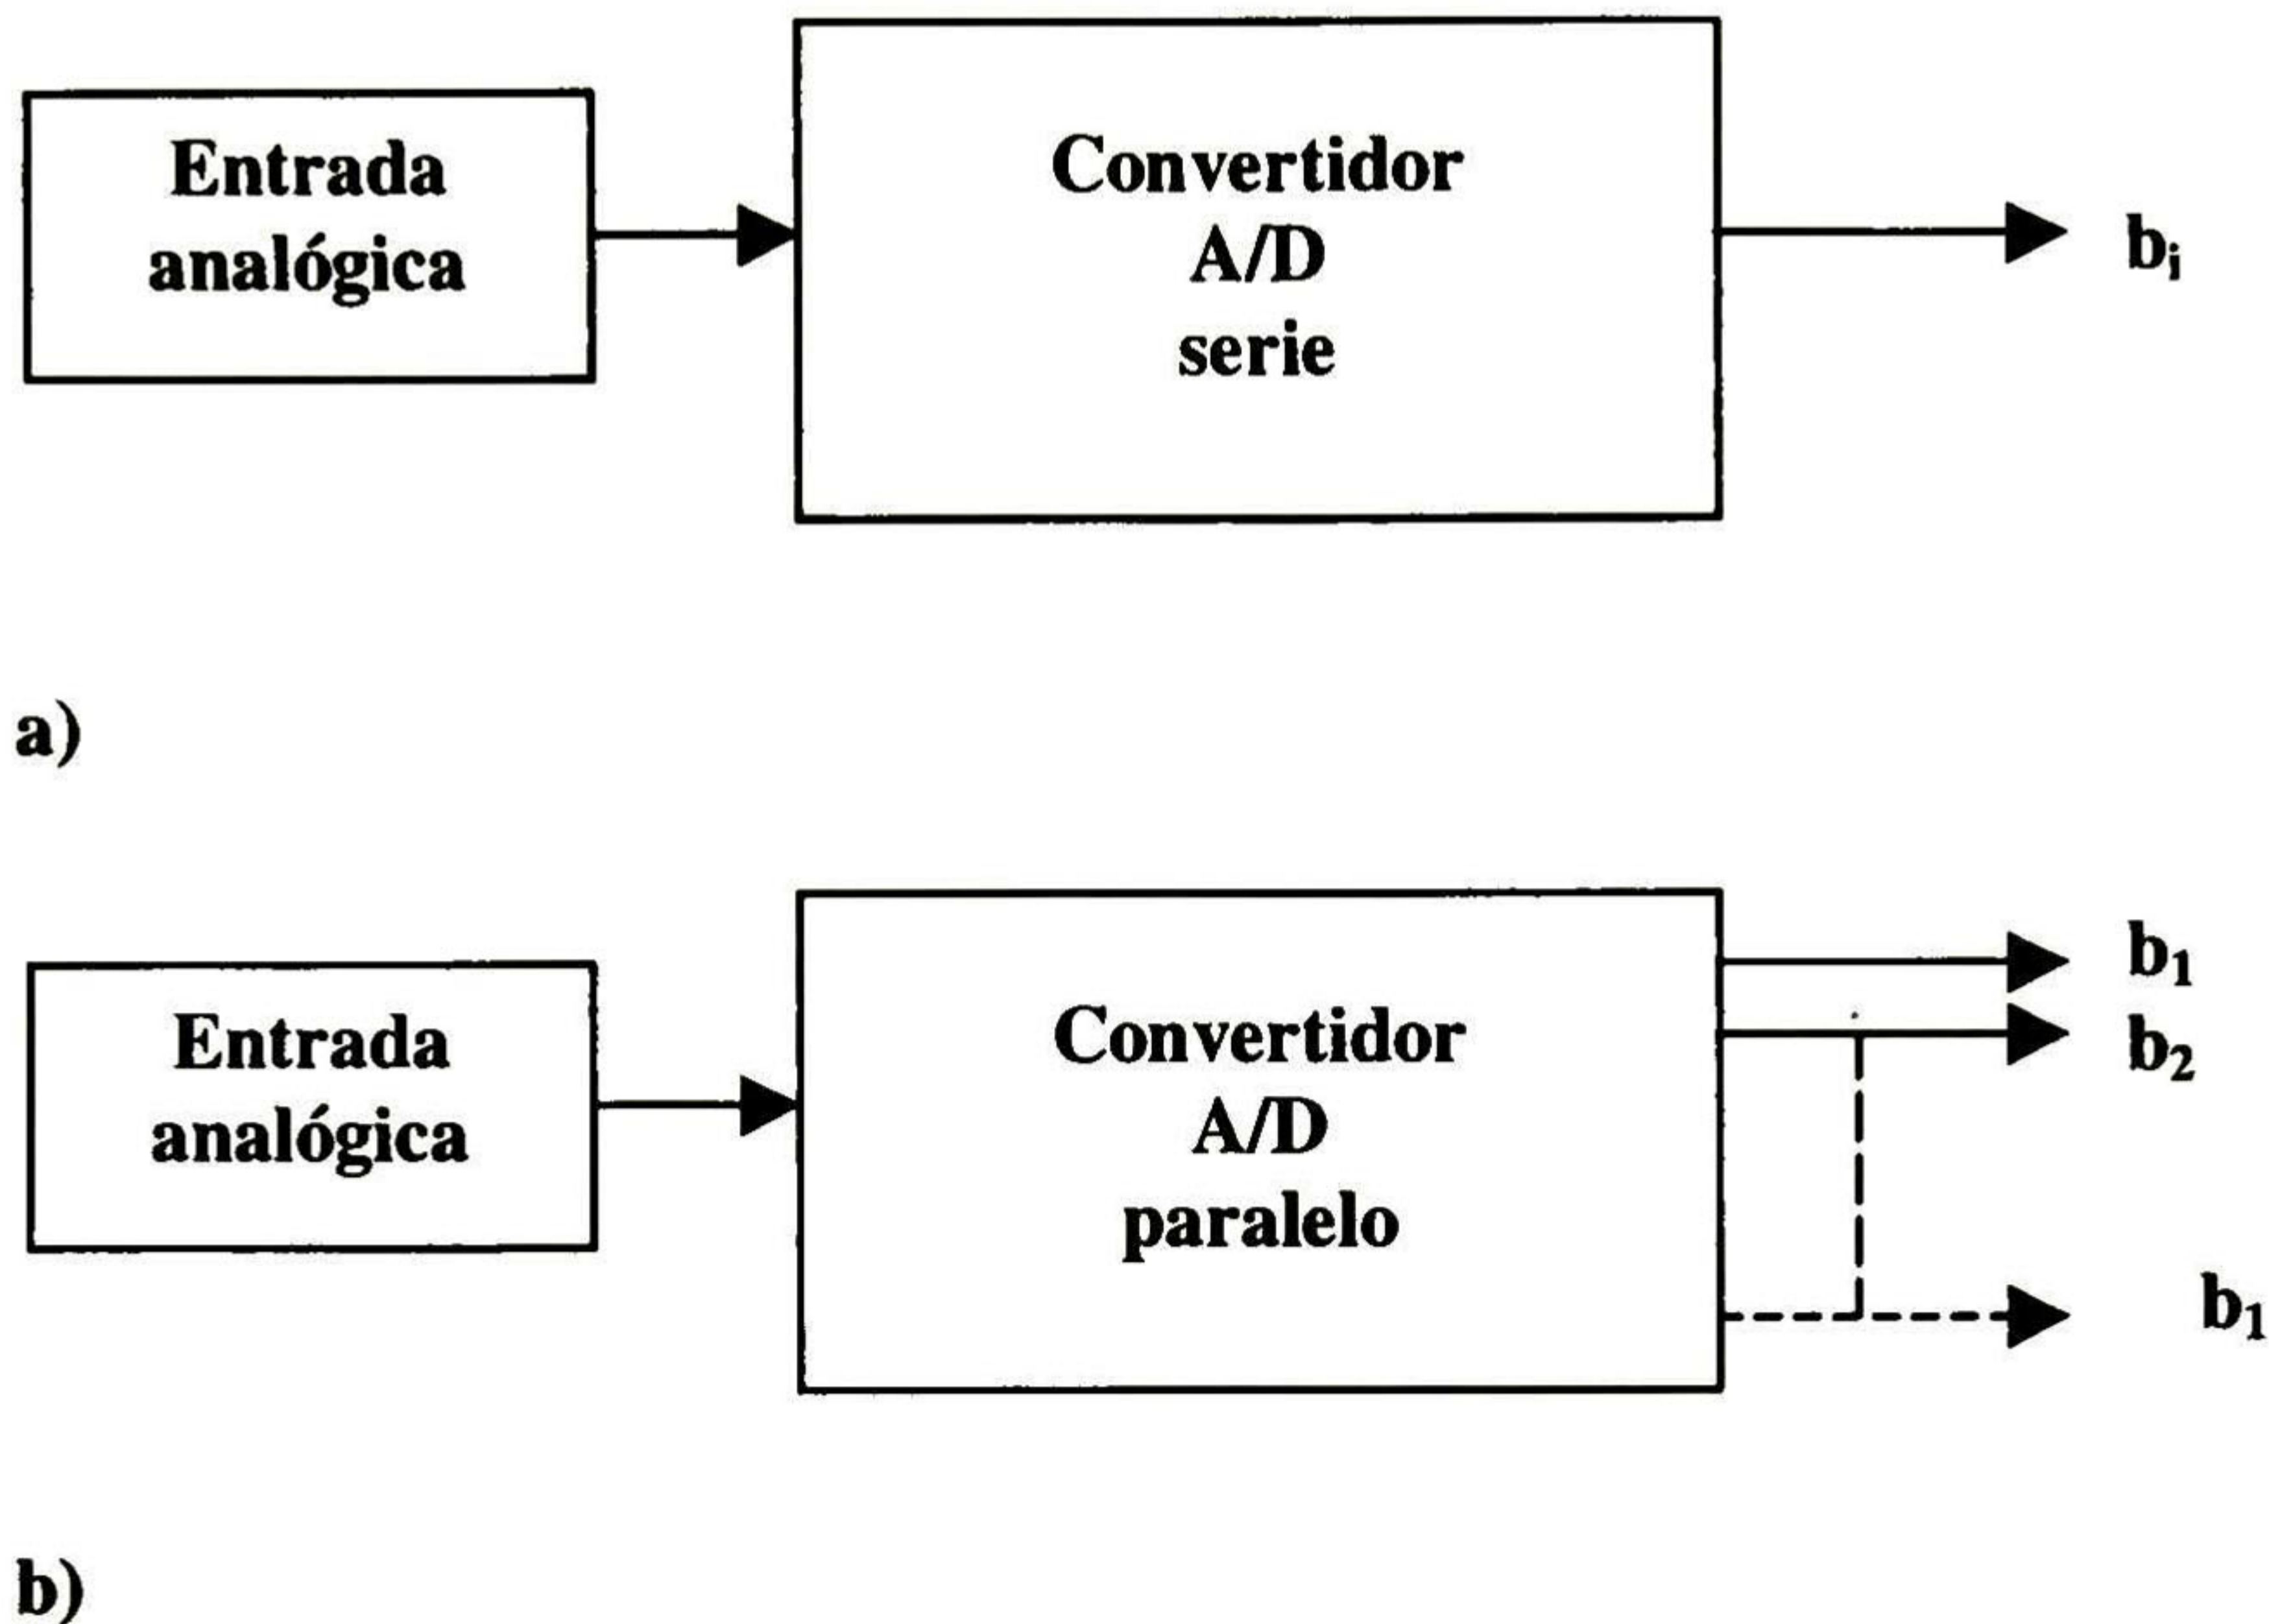 Entrada
analógica
Convertidor
A/D
serie
bi
a)
Entrada
analógica
Convertidor
A/D
paralelo
b1
b2
b1
b)